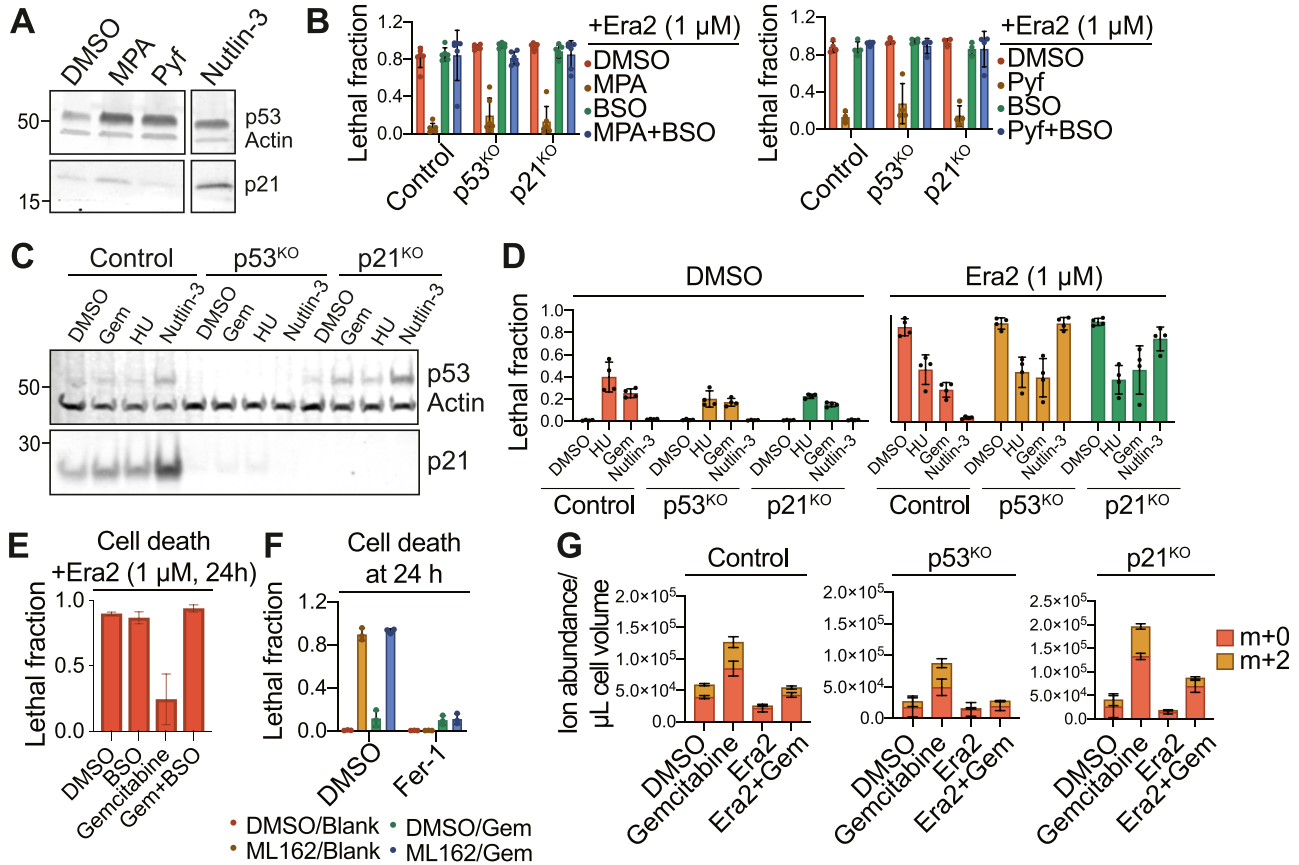 A
DMSO
MPA
Pyf
Nutlin-3
50
p53
Actin
p21
15
B
Lethal fraction
1.2
0.8
0.4
0.0
Control
p53KO
p21KO
+Era2 (1 µM)
DMSO
MPA
BSO
MPA+BSO
Lethal fraction
1.2
0.8
0.4
0.0
Control
p53KO
p21KO
+Era2 (1 µM)
DMSO
Pyf
BSO
Pyf+BSO
C
Control
p53KO
p21KO
DMSO
Gem
HU
Nutlin-3
DMSO
Gem
HU
Nutlin-3
DMSO
Gem
HU
Nutlin-3
50
p53
Actin
30
p21
D
DMSO
Era2 (1 µM)
Lethal fraction
1.0
0.8
0.6
0.4
0.2
0.0
DMSO
HU
Gem
Nutlin-3
DMSO
HU
Gem
Nutlin-3
DMSO
HU
Gem
Nutlin-3
Control
p53KO
p21KO
DMSO
HU
Gem
Nutlin-3
DMSO
HU
Gem
Nutlin-3
DMSO
HU
Gem
Nutlin-3
Control
p53KO
p21KO
E
Cell death
+Era2 (1 µM, 24h)
Lethal fraction
1.0
0.5
0.0
DMSO
BSO
Gemcitabine
Gem+BSO
F
Cell death
at 24 h
Lethal fraction
1.2
0.8
0.4
0.0
DMSO
Fer-1
DMSO/Blank
ML162/Blank
DMSO/Gem
ML162/Gem
G
Ion abundance/
µL cell volume
Control
2.0×10⁵
1.5×10⁵
1.0×10⁵
5.0×10⁴
0.0
DMSO
Gemcitabine
Era2
Era2+Gem
p53KO
2.0×10⁵
1.5×10⁵
1.0×10⁵
5.0×10⁴
0.0
DMSO
Gemcitabine
Era2
Era2+Gem
p21KO
2.0×10⁵
2.5×10⁵
1.5×10⁵
1.0×10⁵
5.0×10⁴
0.0
DMSO
Gemcitabine
Era2
Era2+Gem
m+0
m+2